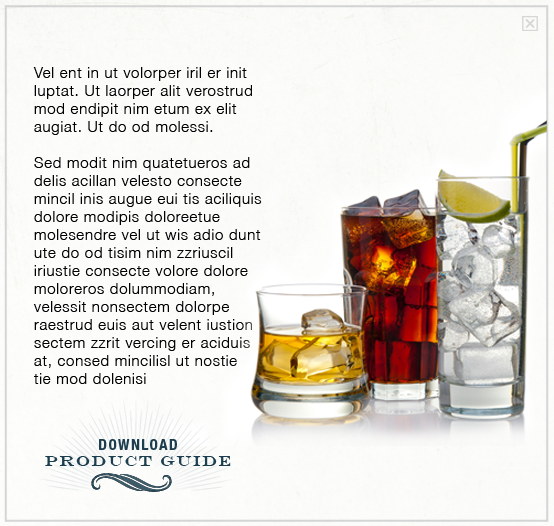 Vel ent in ut volorper iril er init
luptat. Ut laorper alit verostrud
mod endipit nim etum ex elit
augiat. Ut do od molessi.
Sed modit nim quatetueros ad
delis acillan velesto consecte
mincil inis augue eui tis aciliquis
dolore modipis doloreetue
molesendre vel ut wis adio dunt
ute do od tisim nim zzriuscil
iriustie consecte volore dolore
moloreros dolummodiam,
velessit nonsectem dolorpe
raestrud euis aut velent iustion
sectem zzrit vercing er aciduis
at, consed mincilisl ut nostie
tie mod dolenisi
DOWNLOAD
PRODUCT GUIDE